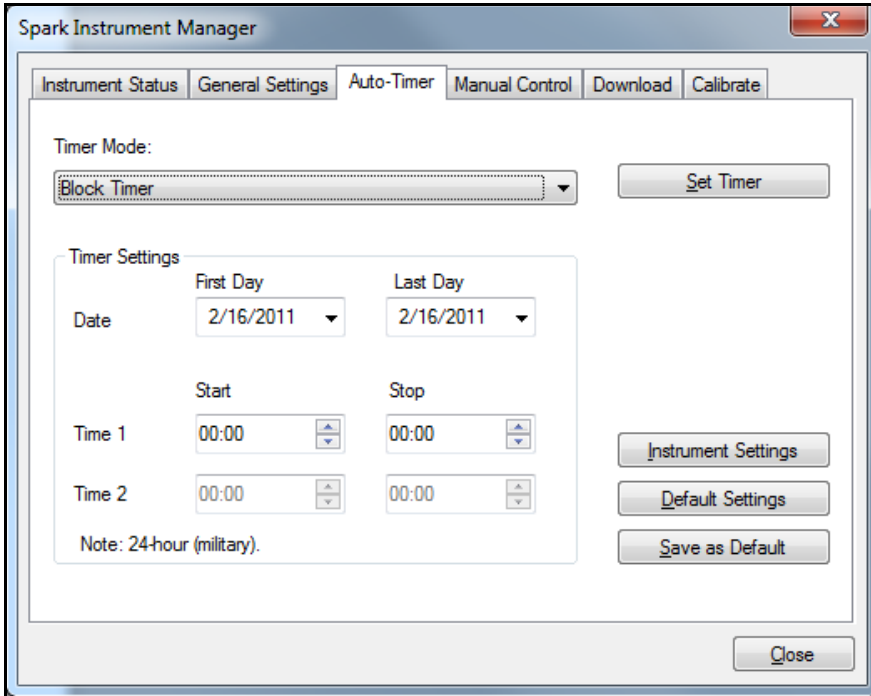 Spark Instrument Manager
Instrument Status General Settings Auto-Timer Manual Control Download Calibrate
Timer Mode:
Block Timer
Set Timer
Timer Settings
First Day Last Day
Date 2/16/2011 2/16/2011
Start Stop
Time 1 00:00 00:00
Instrument Settings
Time 2 00:00 00:00
Default Settings
Note: 24-hour (military).
Save as Default
Close